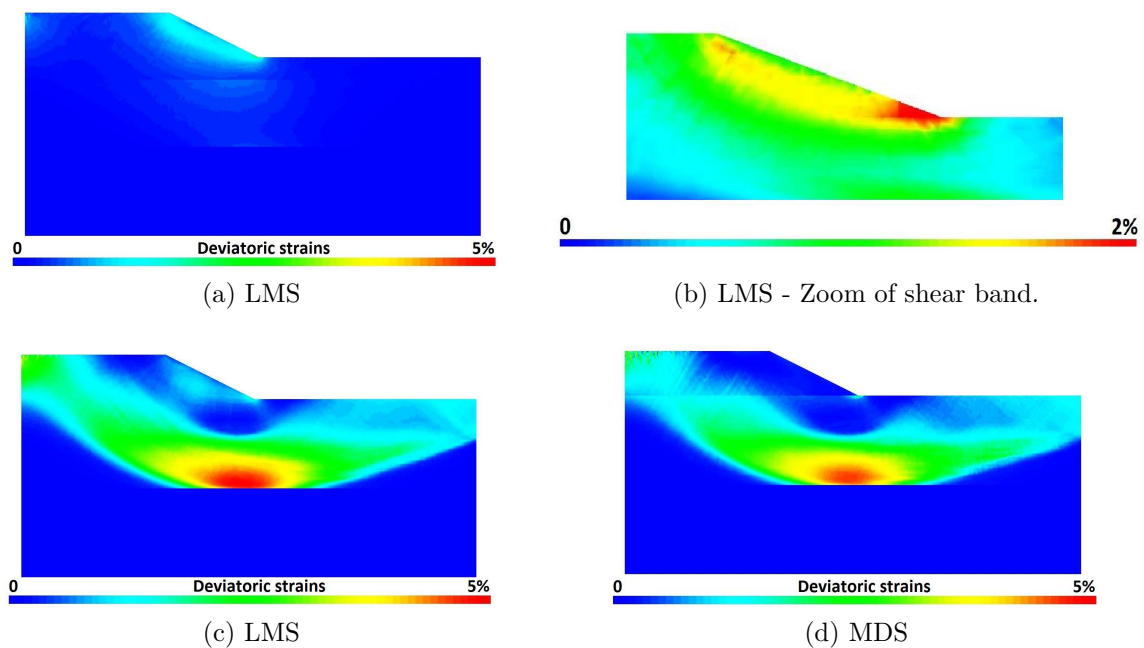 0 Deviatoric strains 5%
(a) LMS
0 2%
(b) LMS - Zoom of shear band.
0 Deviatoric strains 5%
(c) LMS
0 Deviatoric strains 5%
(d) MDS